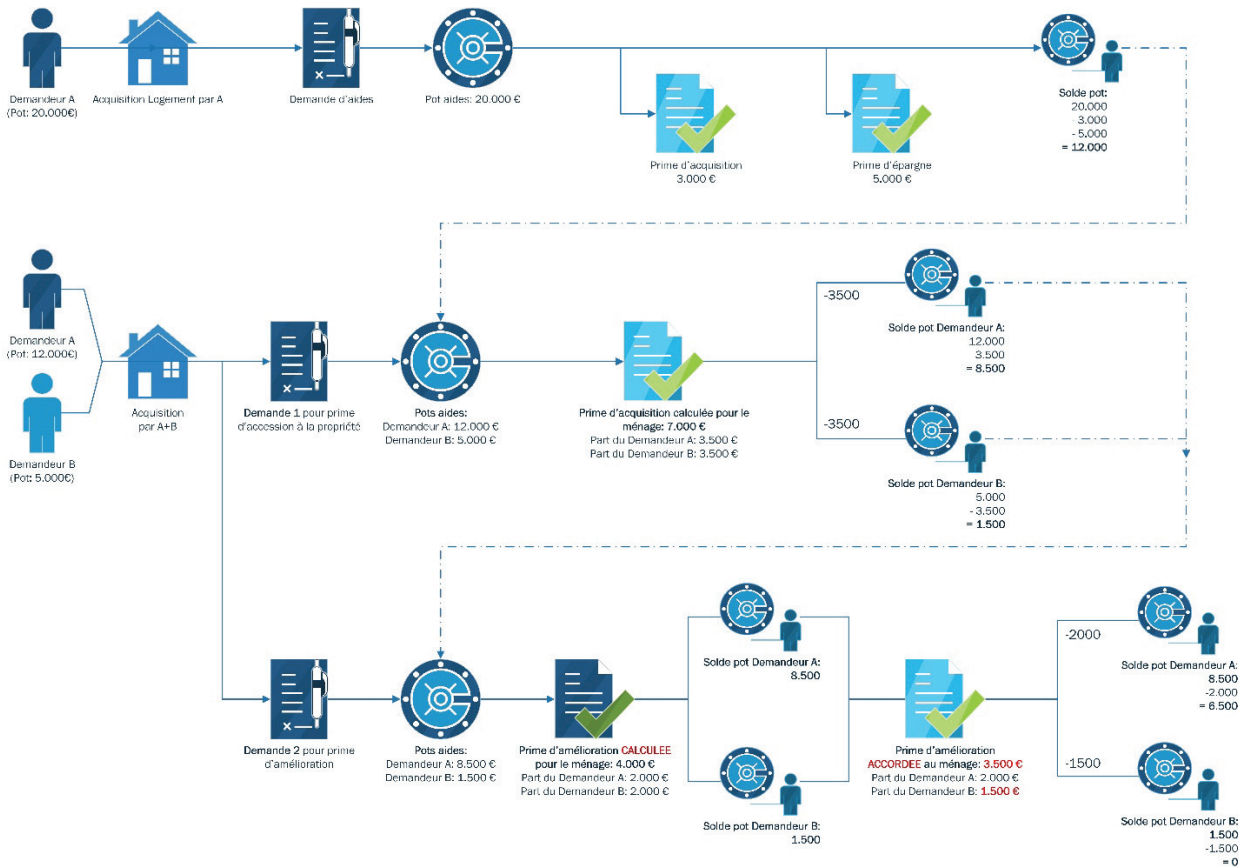 Demandeur A
(Pot: 20.000€)
Acquisition Logement par A
Demande d'aides
Pot aides: 20.000 €
Prime d'acquisition
3.000 €
Prime d'épargne
5.000 €
Solde pot:
20.000
3.000
- 5.000
= 12.000
Demandeur A
(Pot: 12.000€)
Demandeur B
(Pot: 5.000€)
Acquisition
par A+B
Demande 1 pour prime
d'accession à la propriété
Pots aides:
Demandeur A: 12.000 €
Demandeur B: 5.000 €
Prime d'acquisition calculée pour le
ménage: 7.000 €
Part du Demandeur A: 3.500 €
Part du Demandeur B: 3.500 €
-3500
Solde pot Demandeur A:
12.000
3.500
= 8.500
-3500
Solde pot Demandeur B:
5.000
- 3.500
= 1.500
Demande 2 pour prime
d'amélioration
Pots aides:
Demandeur A: 8.500 €
Demandeur B: 1.500 €
Prime d'amélioration CALCULEE
pour le ménage: 4.000 €
Part du Demandeur A: 2.000 €
Part du Demandeur B: 2.000 €
Solde pot Demandeur A:
8.500
Solde pot Demandeur B:
1.500
Prime d'amélioration
ACCORDEE au ménage: 3.500 €
Part du Demandeur A: 2.000 €
Part du Demandeur B: 1.500 €
-2000
Solde pot Demandeur A:
8.500
-2.000
= 6.500
-1500
Solde pot Demandeur B:
1.500
-1.500
= 0